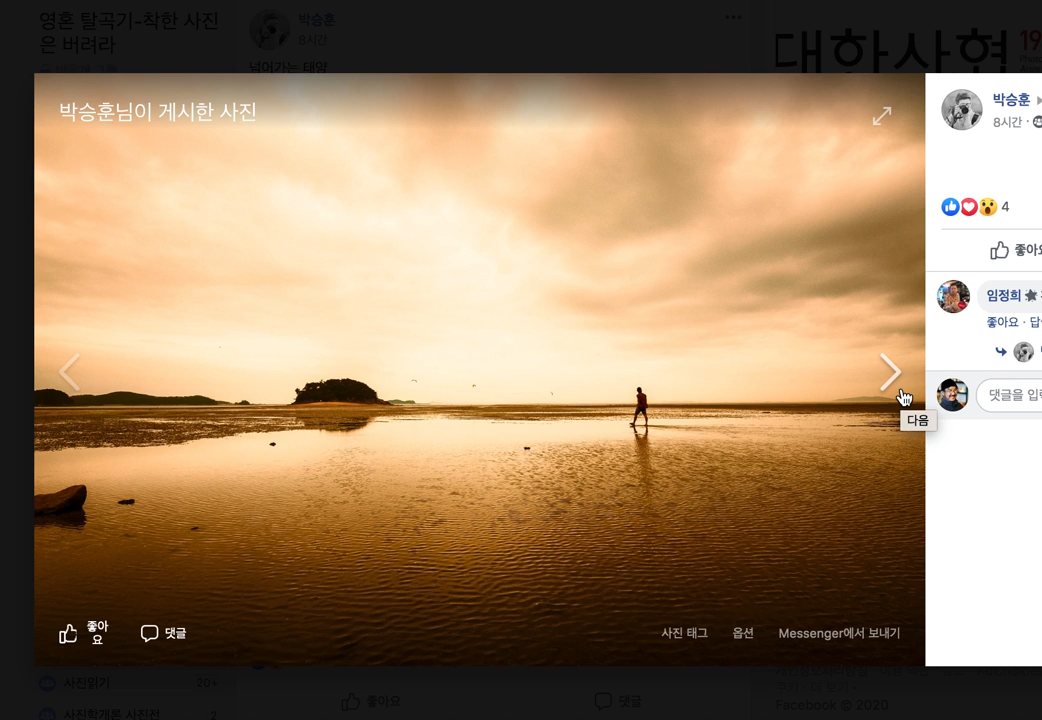 영혼 탈곡기-착한 사진
은 버려라
박승훈
8시간
넘어가는 태양
대한사협
박승훈님이 게시한 사진
박승훈
8시간 ·
4
좋아요
임정희
좋아요 · 답
댓글을 입력
다음
좋아
요
댓글
사진 태그
옵션
Messenger에서 보내기
사진읽기
20+
사진학개론 사진전
2
좋아요
댓글
Facebook © 2020